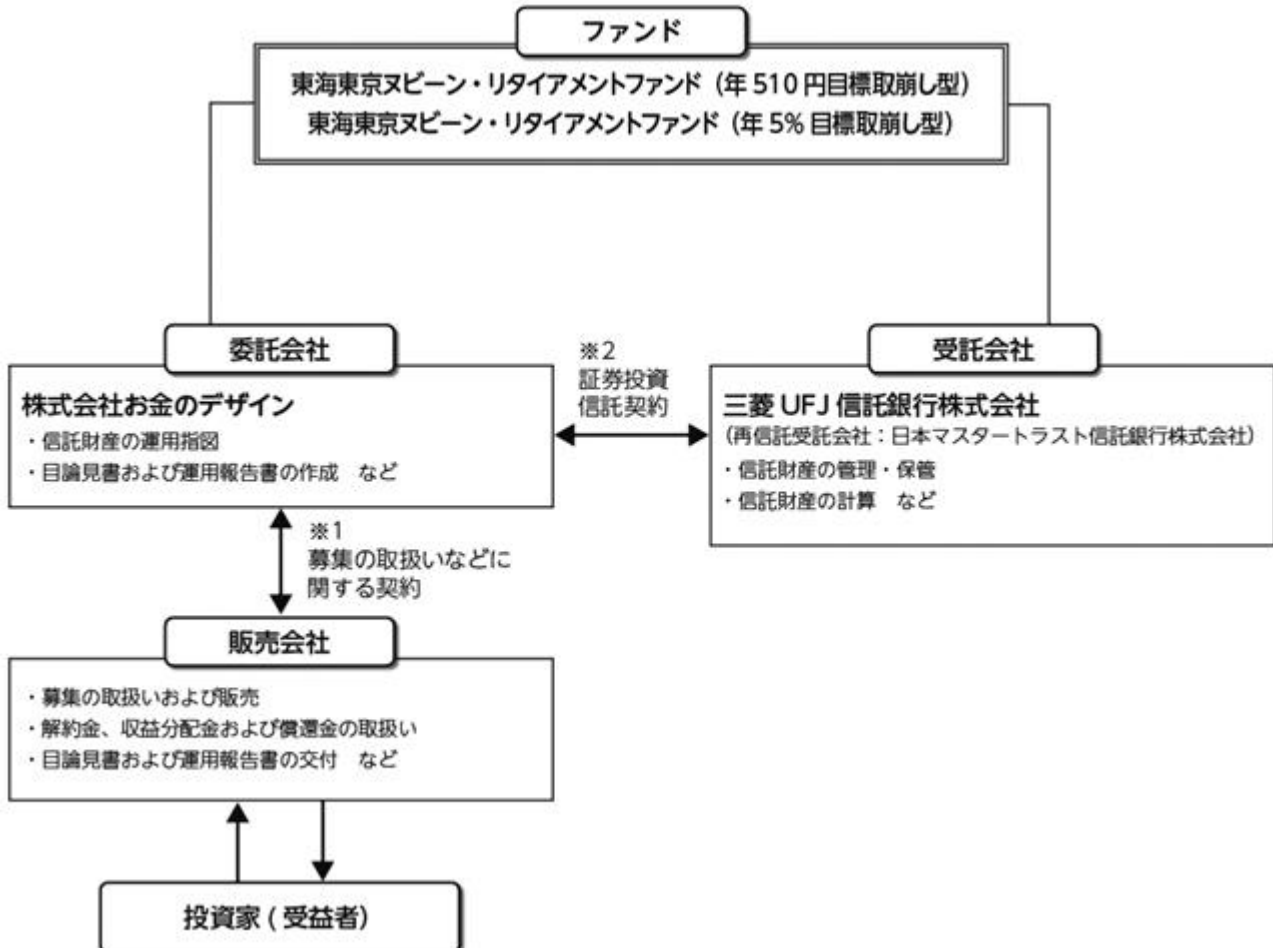 ファンド
東海東京ヌビーン・リタイアメントファンド（年 510 円目標取崩し型）
東海東京ヌビーン・リタイアメントファンド（年 5% 目標取崩し型）
委託会社
株式会社お金のデザイン
・信託財産の運用指図
・目論見書および運用報告書の作成　など
※2
証券投資
信託契約
受託会社
三菱 UFJ 信託銀行株式会社
（再信託受託会社：日本マスタートラスト信託銀行株式会社）
・信託財産の管理・保管
・信託財産の計算　など
※1
募集の取扱いなどに
関する契約
販売会社
・募集の取扱いおよび販売
・解約金、収益分配金および償還金の取扱い
・目論見書および運用報告書の交付　など
投資家 ( 受益者）